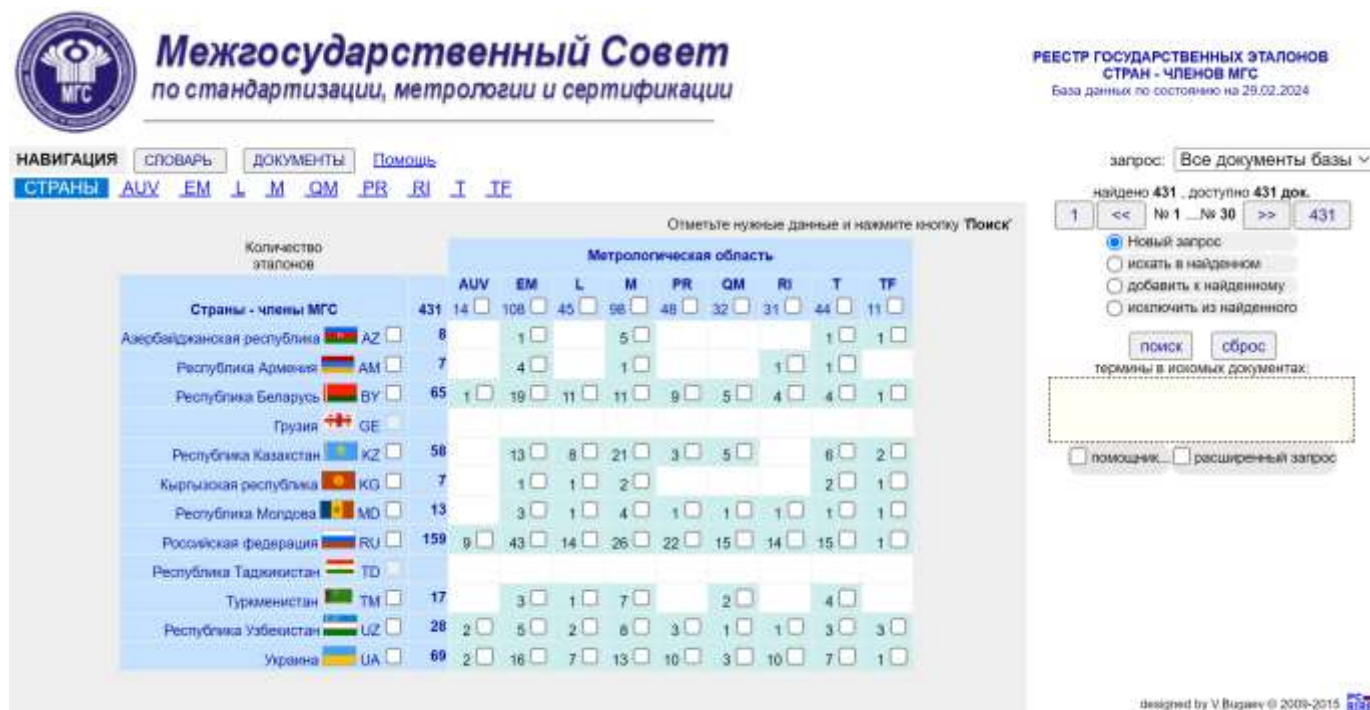 Межгосударственный Совет
по стандартизации, метрологии и сертификации
МГС
РЕЕСТР ГОСУДАРСТВЕННЫХ ЭТАЛОНОВ
СТРАН - ЧЛЕНОВ МГС
База данных по состоянию на 29.02.2024
НАВИГАЦИЯ СЛОВАРЬ ДОКУМЕНТЫ Помощь
СТРАНЫ AUV EM L M QM PR RI T TF
запрос: Все документы базы
найдено 431 , доступно 431 док.
1 << № 1 ...№ 30 >> 431
Новый запрос
искать в найденном
добавить к найденному
исключить из найденного
поиск сброс
термины в искомых документах:
помощник... расширенный запрос
Отметьте нужные данные и нажмите кнопку 'Поиск'
Количество
эталонов
Метрологическая область
AUV EM L M PR QM RI T TF
Страны - члены МГС 431 14 108 45 98 48 32 31 44 11
Азербайджанская республика AZ 8 1 5 1 1
Республика Армения AM 7 4 1 1 1
Республика Беларусь BY 65 1 19 11 11 9 5 4 4 1
Грузия GE
Республика Казахстан KZ 58 13 8 21 3 5 6 2
Кыргызская республика KG 7 1 1 2 2 1
Республика Молдова MD 13 3 1 4 1 1 1 1 1
Российская федерация RU 159 9 43 14 26 22 15 14 15 1
Республика Таджикистан TD
Туркменистан TM 17 3 1 7 2 4
Республика Узбекистан UZ 28 2 5 2 8 3 1 1 3 3
Украина UA 69 2 16 7 13 10 3 10 7 1
designed by V.Bugaev © 2009-2015